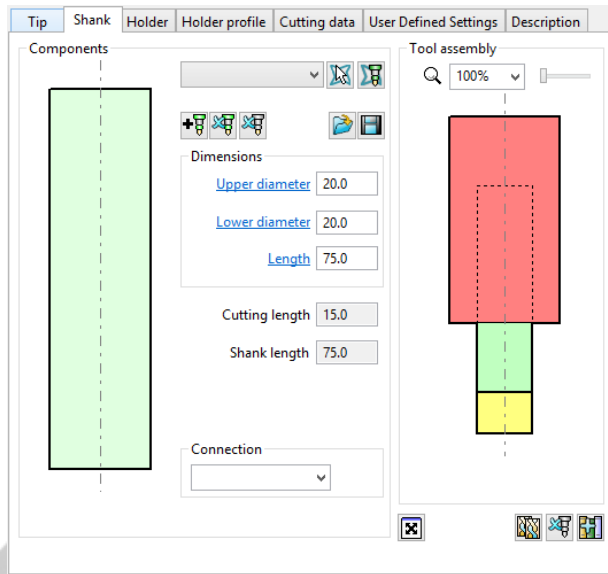 Tip Shank Holder Holder profile Cutting data User Defined Settings Description
Components
Tool assembly
100%
Dimensions
Upper diameter 20.0
Lower diameter 20.0
Length 75.0
Cutting length 15.0
Shank length 75.0
Connection